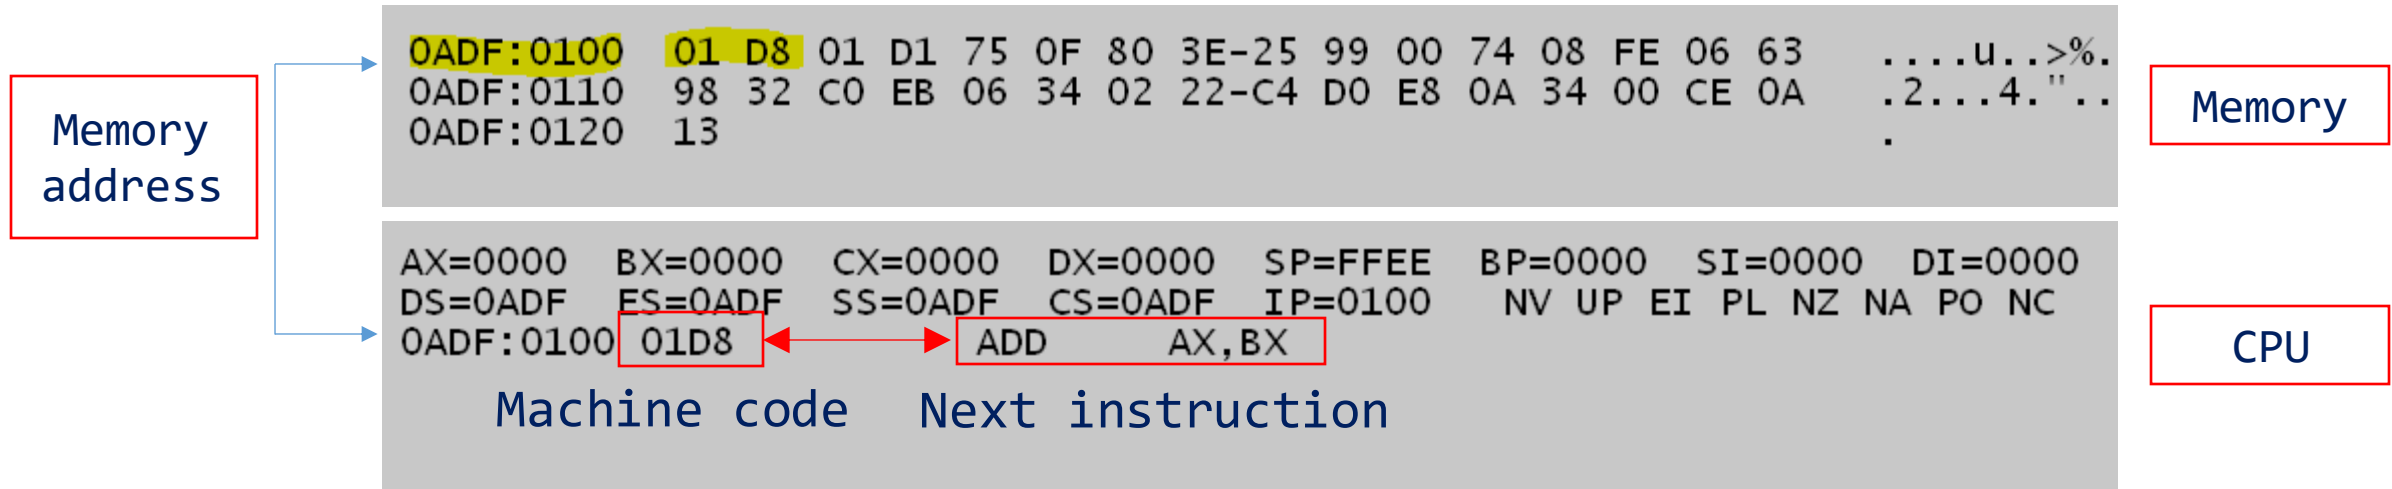 Memory
address
0ADF:0100 01 D8 01 D1 75 0F 80 3E-25 99 00 74 08 FE 06 63 ....u..>%.
0ADF:0110 98 32 C0 EB 06 34 02 22-C4 D0 E8 0A 34 00 CE 0A .2...4."..
0ADF:0120 13 .
Memory
AX=0000 BX=0000 CX=0000 DX=0000 SP=FFEE BP=0000 SI=0000 DI=0000
DS=0ADF ES=0ADF SS=0ADF CS=0ADF IP=0100 NV UP EI PL NZ NA PO NC
0ADF:0100 01D8 ADD AX,BX
CPU
Machine code Next instruction